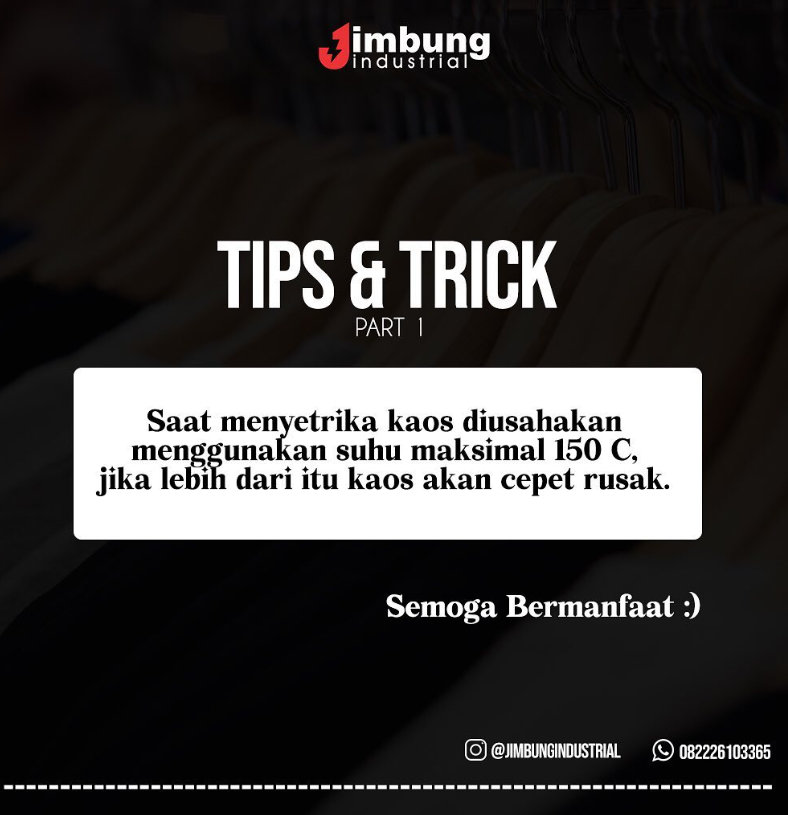 Jimbung
industrial
TIPS & TRICK
PART 1
Saat menyetrika kaos diusahakan
menggunakan suhu maksimal 150 C,
jika lebih dari itu kaos akan cepet rusak.
Semoga Bermanfaat :)
@JIMBUNGINDUSTRIAL 082226103365